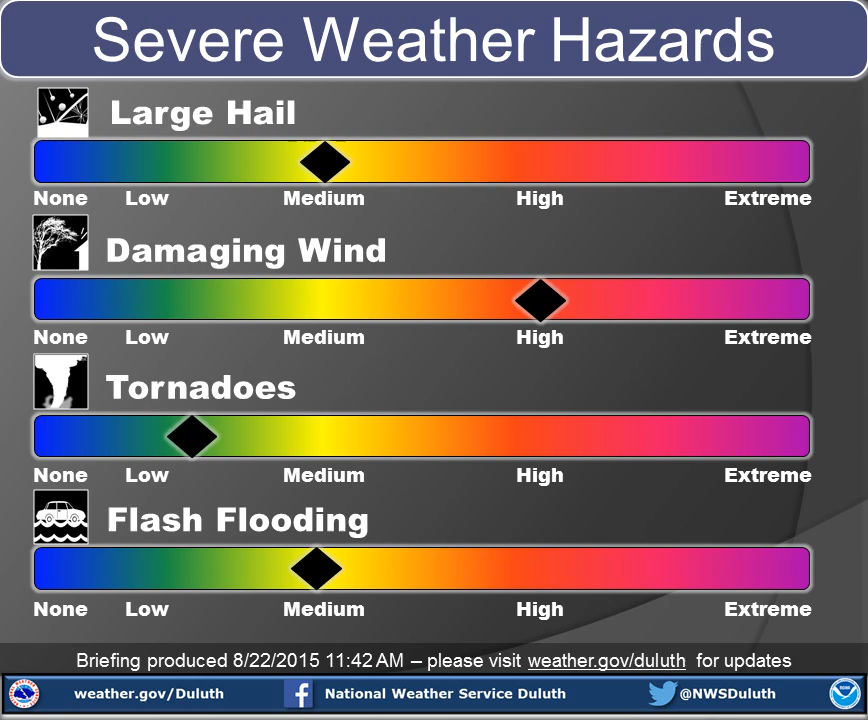 Severe Weather Hazards
Large Hail
None Low Medium High Extreme
Damaging Wind
None Low Medium High Extreme
Tornadoes
None Low Medium High Extreme
Flash Flooding
None Low Medium High Extreme
Briefing produced 8/22/2015 11:42 AM – please visit weather.gov/duluth for updates
weather.gov/Duluth National Weather Service Duluth @NWSDuluth